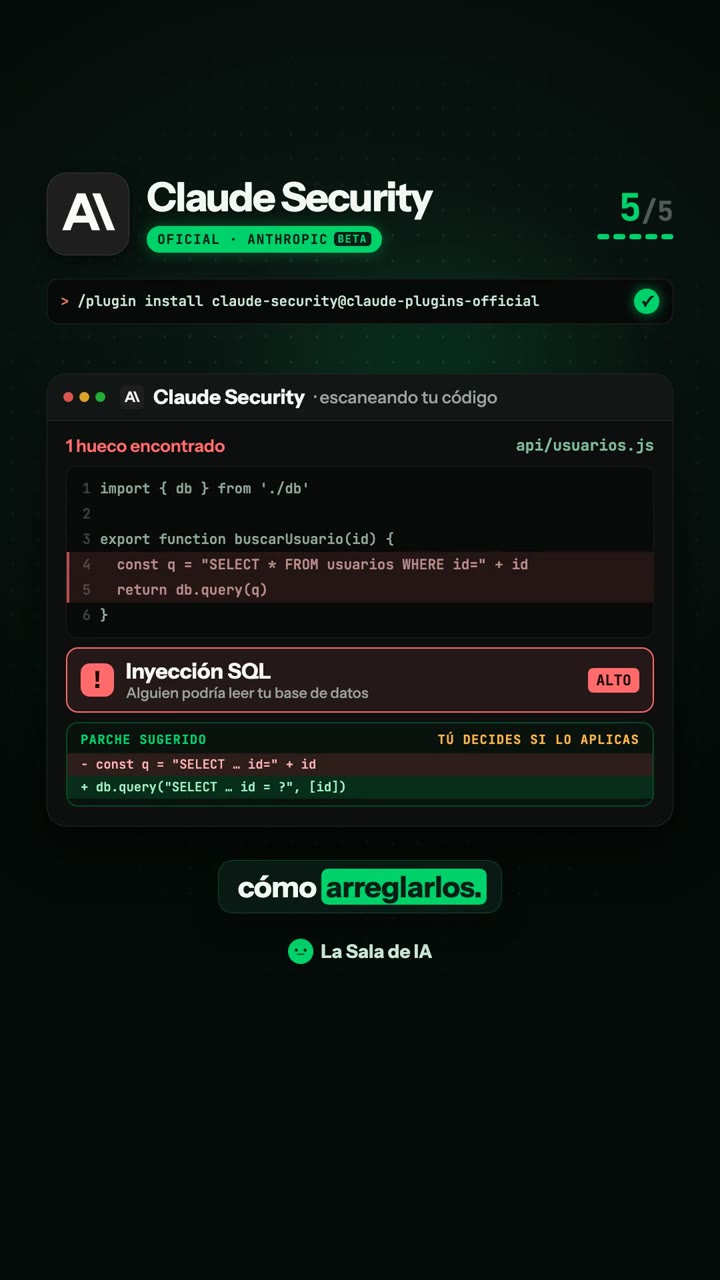 Claude Security
OFICIAL · ANTHROPIC BETA
5/5
> /plugin install claude-security@claude-plugins-official
Claude Security · escaneando tu código
1 hueco encontrado
api/usuarios.js
1 import { db } from './db'
2
3 export function buscarUsuario(id) {
4 const q = "SELECT * FROM usuarios WHERE id=" + id
5 return db.query(q)
6 }
! Inyección SQL
Alguien podría leer tu base de datos
ALTO
PARCHE SUGERIDO
TÚ DECIDES SI LO APLICAS
- const q = "SELECT … id=" + id
+ db.query("SELECT … id = ?", [id])
cómo arreglarlos.
La Sala de IA